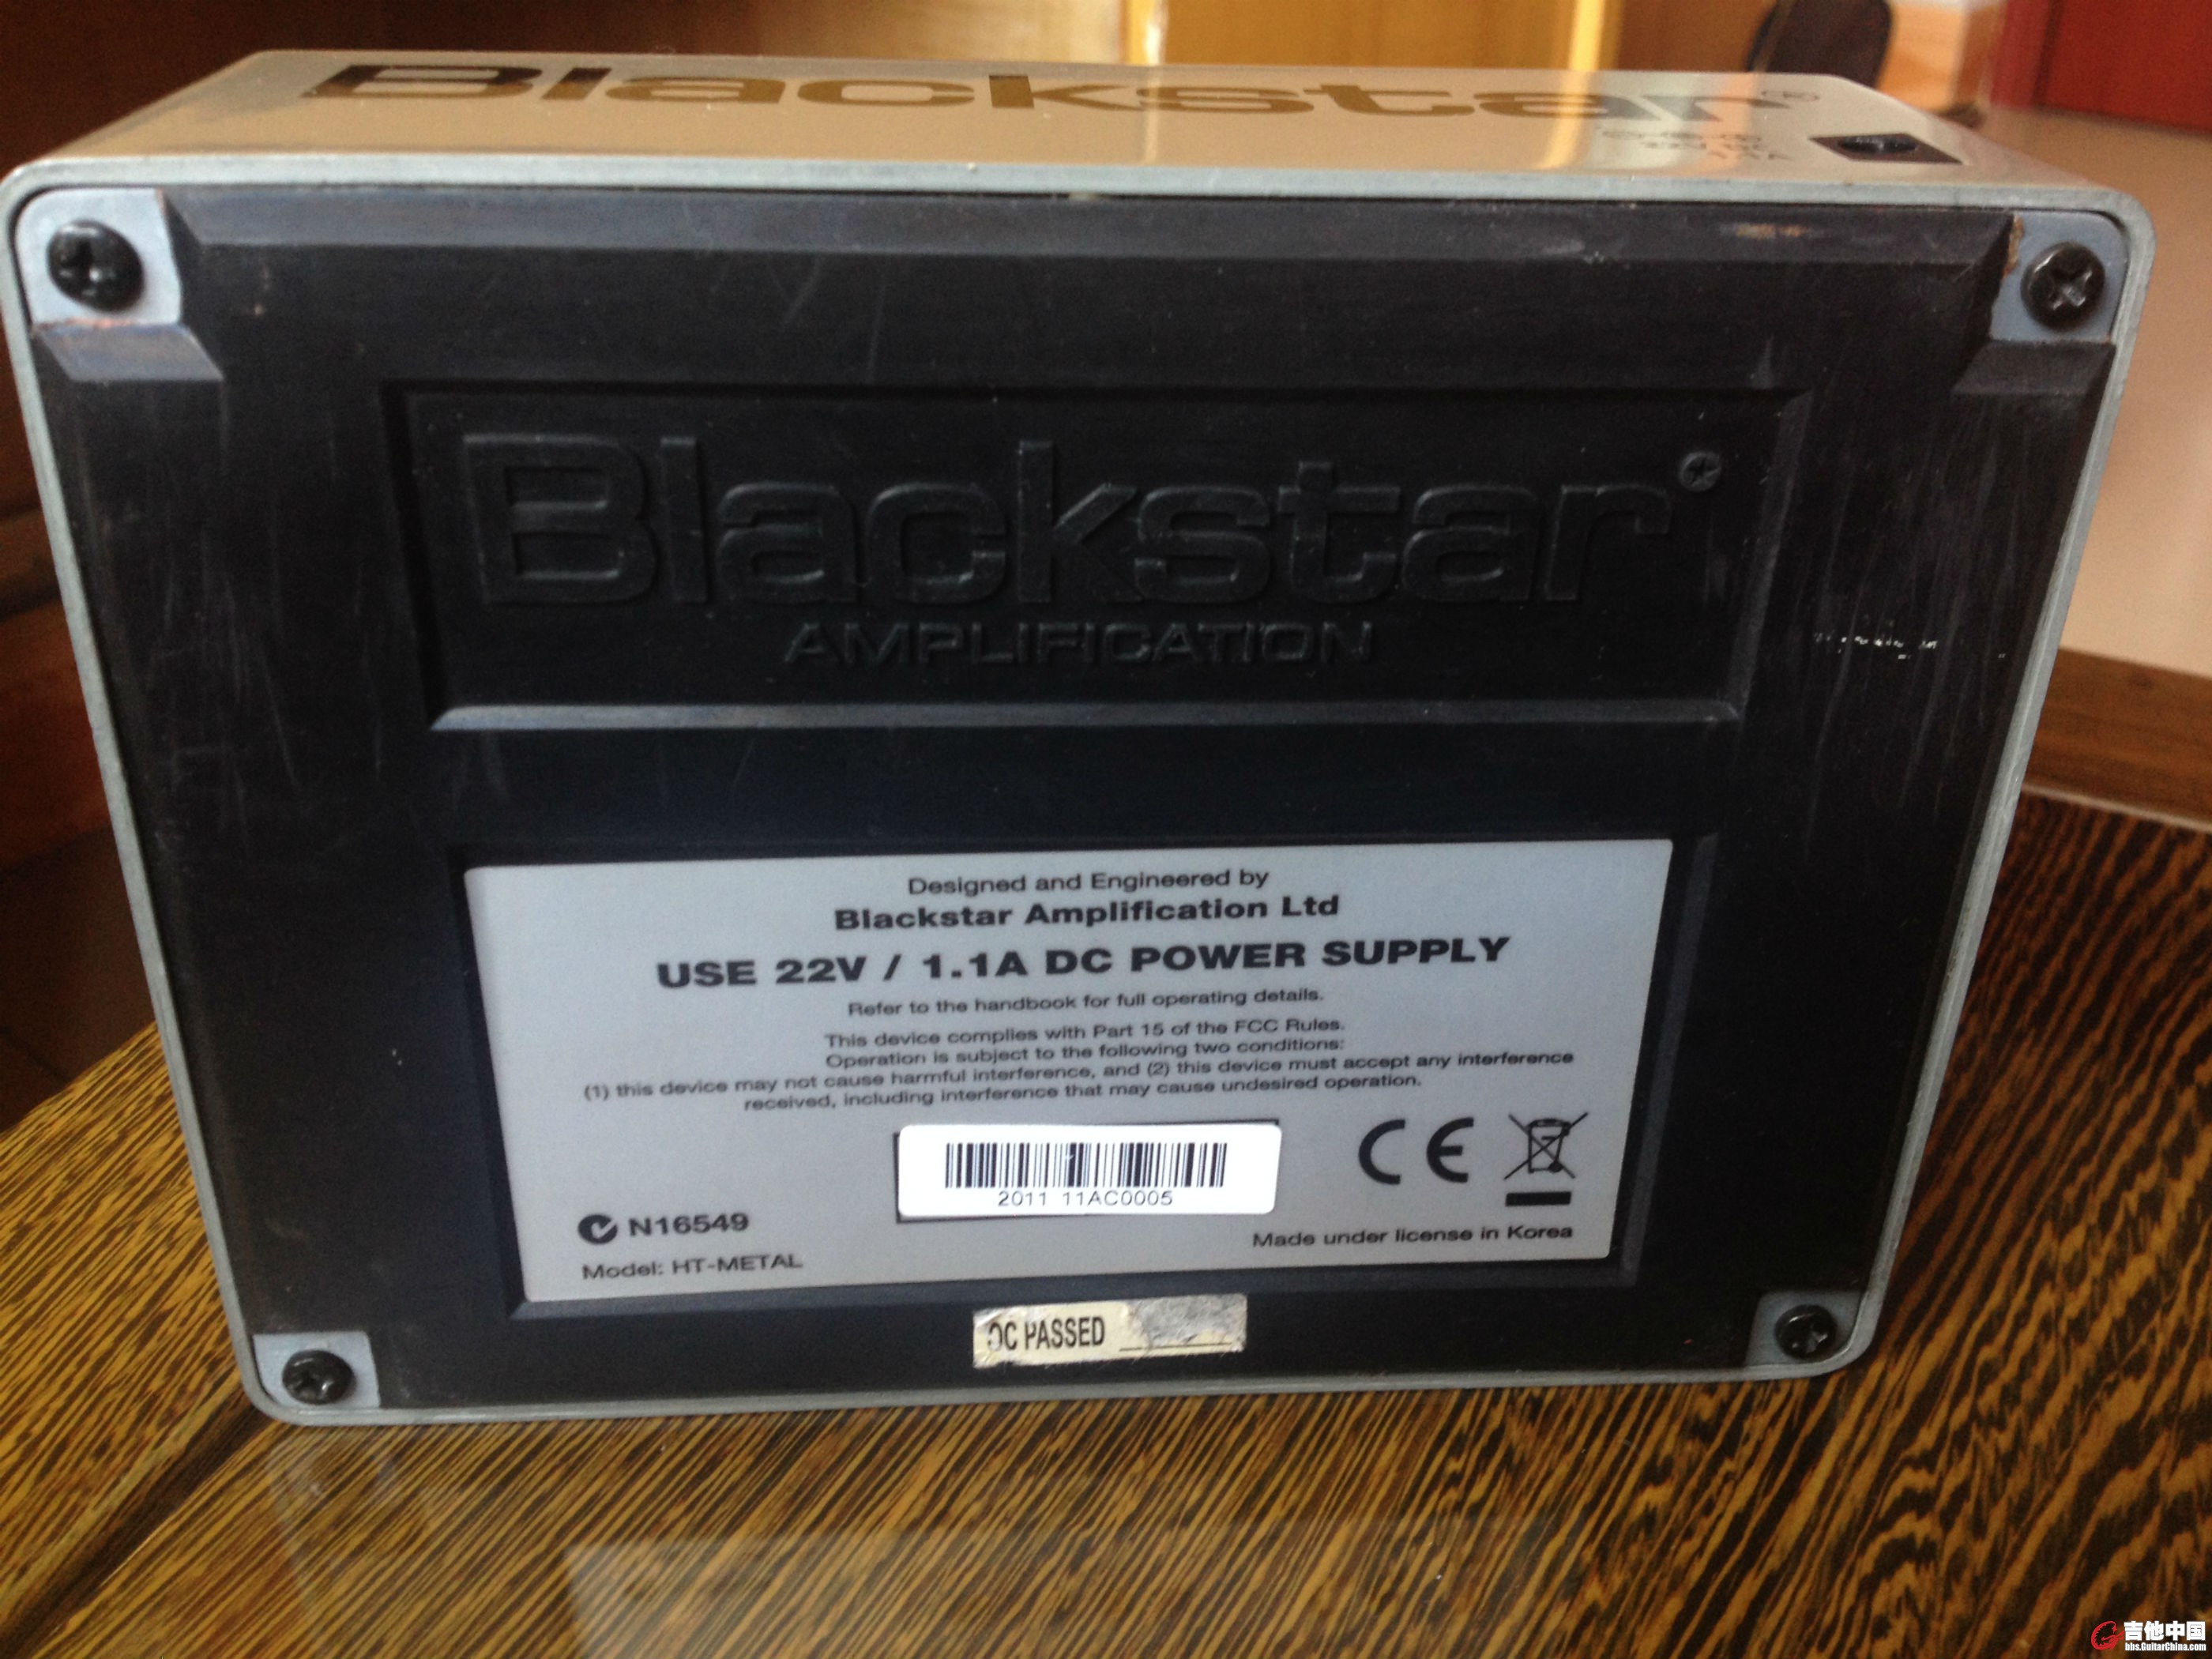 Blackstar®
22V DC
Blackstar®
AMPLIFICATION
Designed and Engineered by
Blackstar Amplification Ltd
USE 22V / 1.1A DC POWER SUPPLY
Refer to the handbook for full operating details.
This device complies with Part 15 of the FCC Rules.
Operation is subject to the following two conditions:
(1) this device may not cause harmful interference, and (2) this device must accept any interference
received, including interference that may cause undesired operation.
CE
2011 11AC0005
N16549
Made under license in Korea
Model: HT-METAL
QC PASSED
吉他中国
bbs.GuitarChina.com